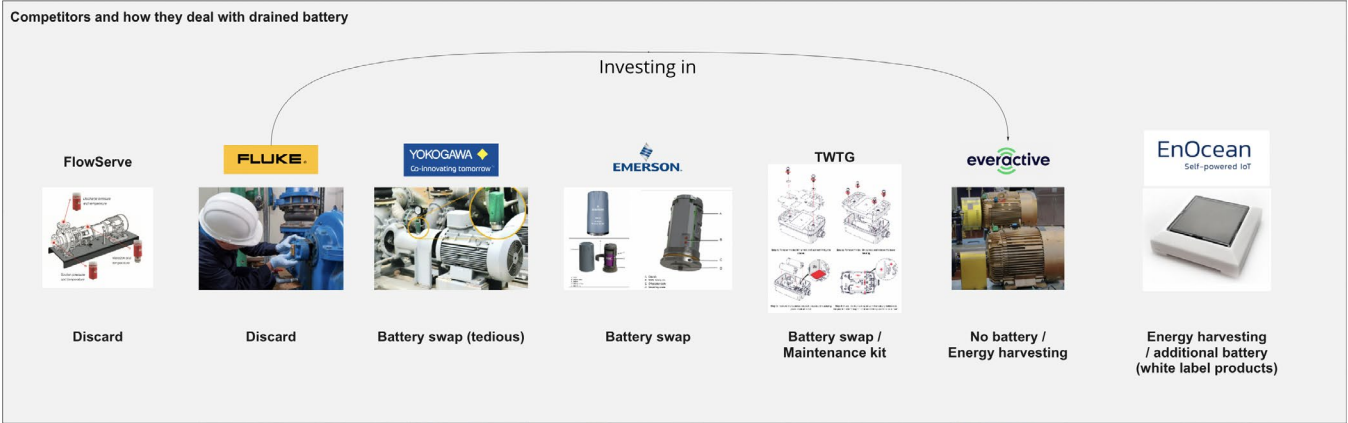 Competitors and how they deal with drained battery
Investing in
FlowServe
FLUKE®
YOKOGAWA
Co-innovating tomorrow™
EMERSON™
TWTG
everactive
EnOcean
Self-powered IoT
Discard
Discard
Battery swap (tedious)
Battery swap
Battery swap /
Maintenance kit
No battery /
Energy harvesting
Energy harvesting
/ additional battery
(white label products)